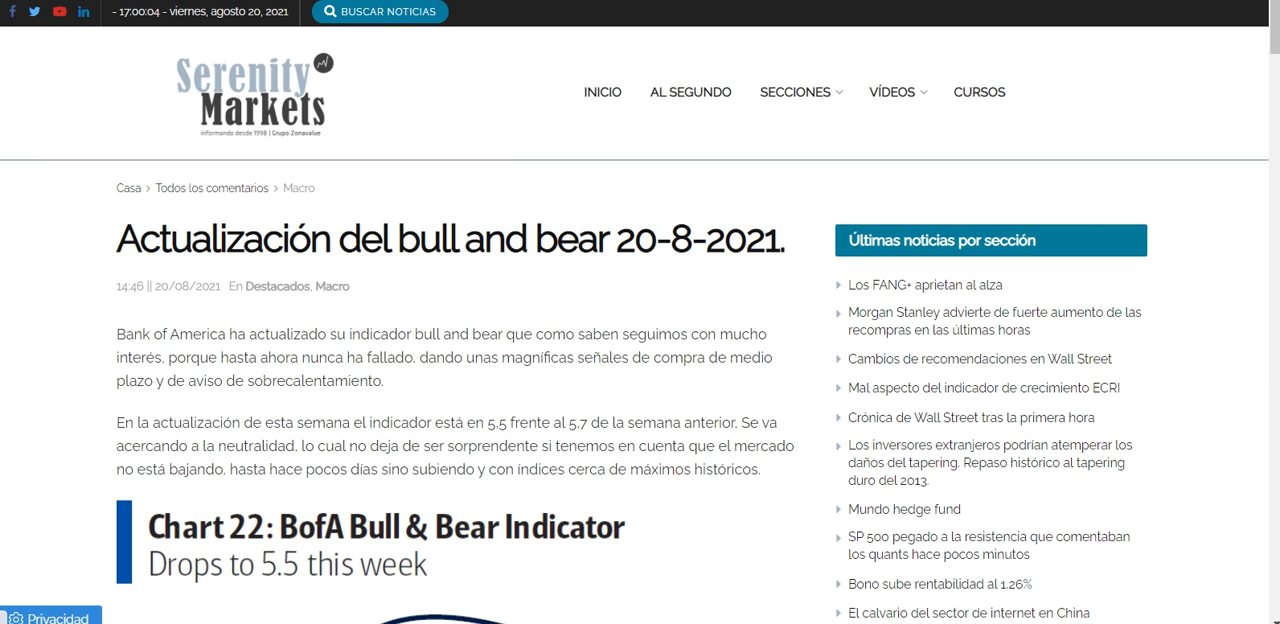 - 17:00:04 - viernes, agosto 20, 2021
BUSCAR NOTICIAS
Serenity
Markets
informando desde 1998 | Grupo Zonavalue
INICIO
AL SEGUNDO
SECCIONES
VÍDEOS
CURSOS
Casa > Todos los comentarios > Macro
Actualización del bull and bear 20-8-2021.
14:46 || 20/08/2021 En Destacados, Macro
Bank of America ha actualizado su indicador bull and bear que como saben seguimos con mucho
interés, porque hasta ahora nunca ha fallado, dando unas magníficas señales de compra de medio
plazo y de aviso de sobrecalentamiento.
En la actualización de esta semana el indicador está en 5,5 frente al 5,7 de la semana anterior. Se va
acercando a la neutralidad, lo cual no deja de ser sorprendente si tenemos en cuenta que el mercado
no está bajando, hasta hace pocos días sino subiendo y con índices cerca de máximos históricos.
Chart 22: BofA Bull & Bear Indicator
Drops to 5.5 this week
Privacidad
Últimas noticias por sección
Los FANG+ aprietan al alza
Morgan Stanley advierte de fuerte aumento de las
recompras en las últimas horas
Cambios de recomendaciones en Wall Street
Mal aspecto del indicador de crecimiento ECRI
Crónica de Wall Street tras la primera hora
Los inversores extranjeros podrían atemperar los
daños del tapering. Repaso histórico al tapering
duro del 2013.
Mundo hedge fund
SP 500 pegado a la resistencia que comentaban
los quants hace pocos minutos
Bono sube rentabilidad al 1,26%
El calvario del sector de internet en China